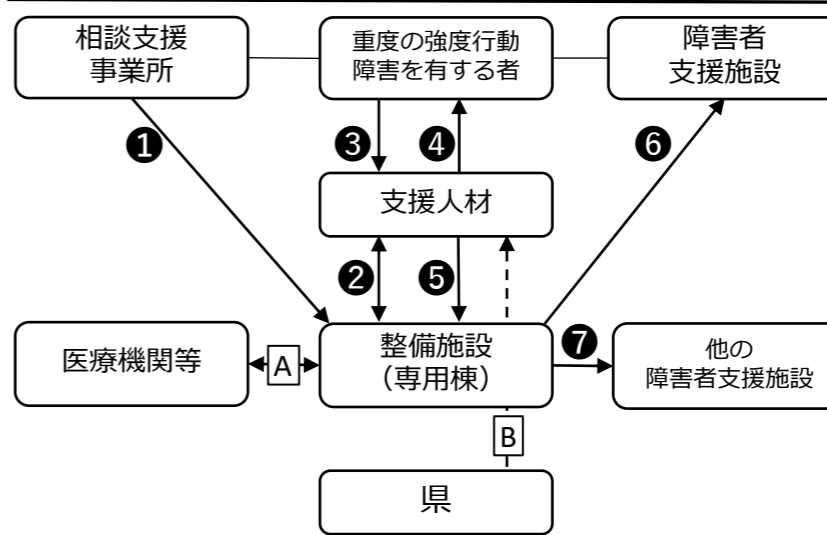 相談支援
事業所
重度の強度行動
障害を有する者
障害者
支援施設
❶
❸
❹
❻
支援人材
❷
❺
医療機関等
A
整備施設
（専用棟）
❼
他の
障害者支援施設
B
県